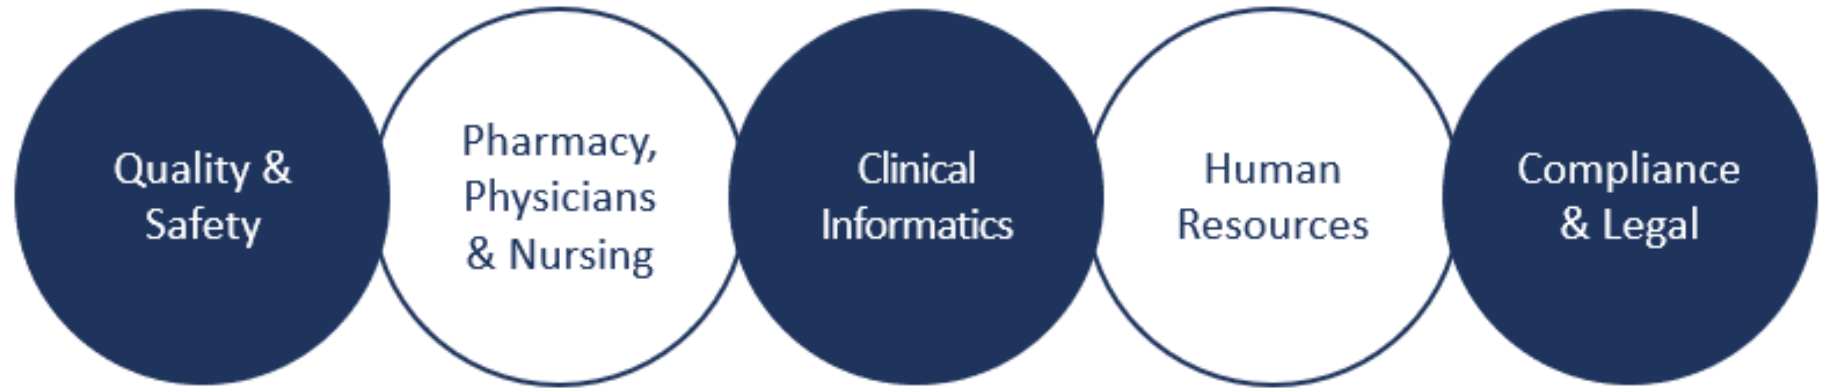 Quality &
Safety
Pharmacy,
Physicians
& Nursing
Clinical
Informatics
Human
Resources
Compliance
& Legal